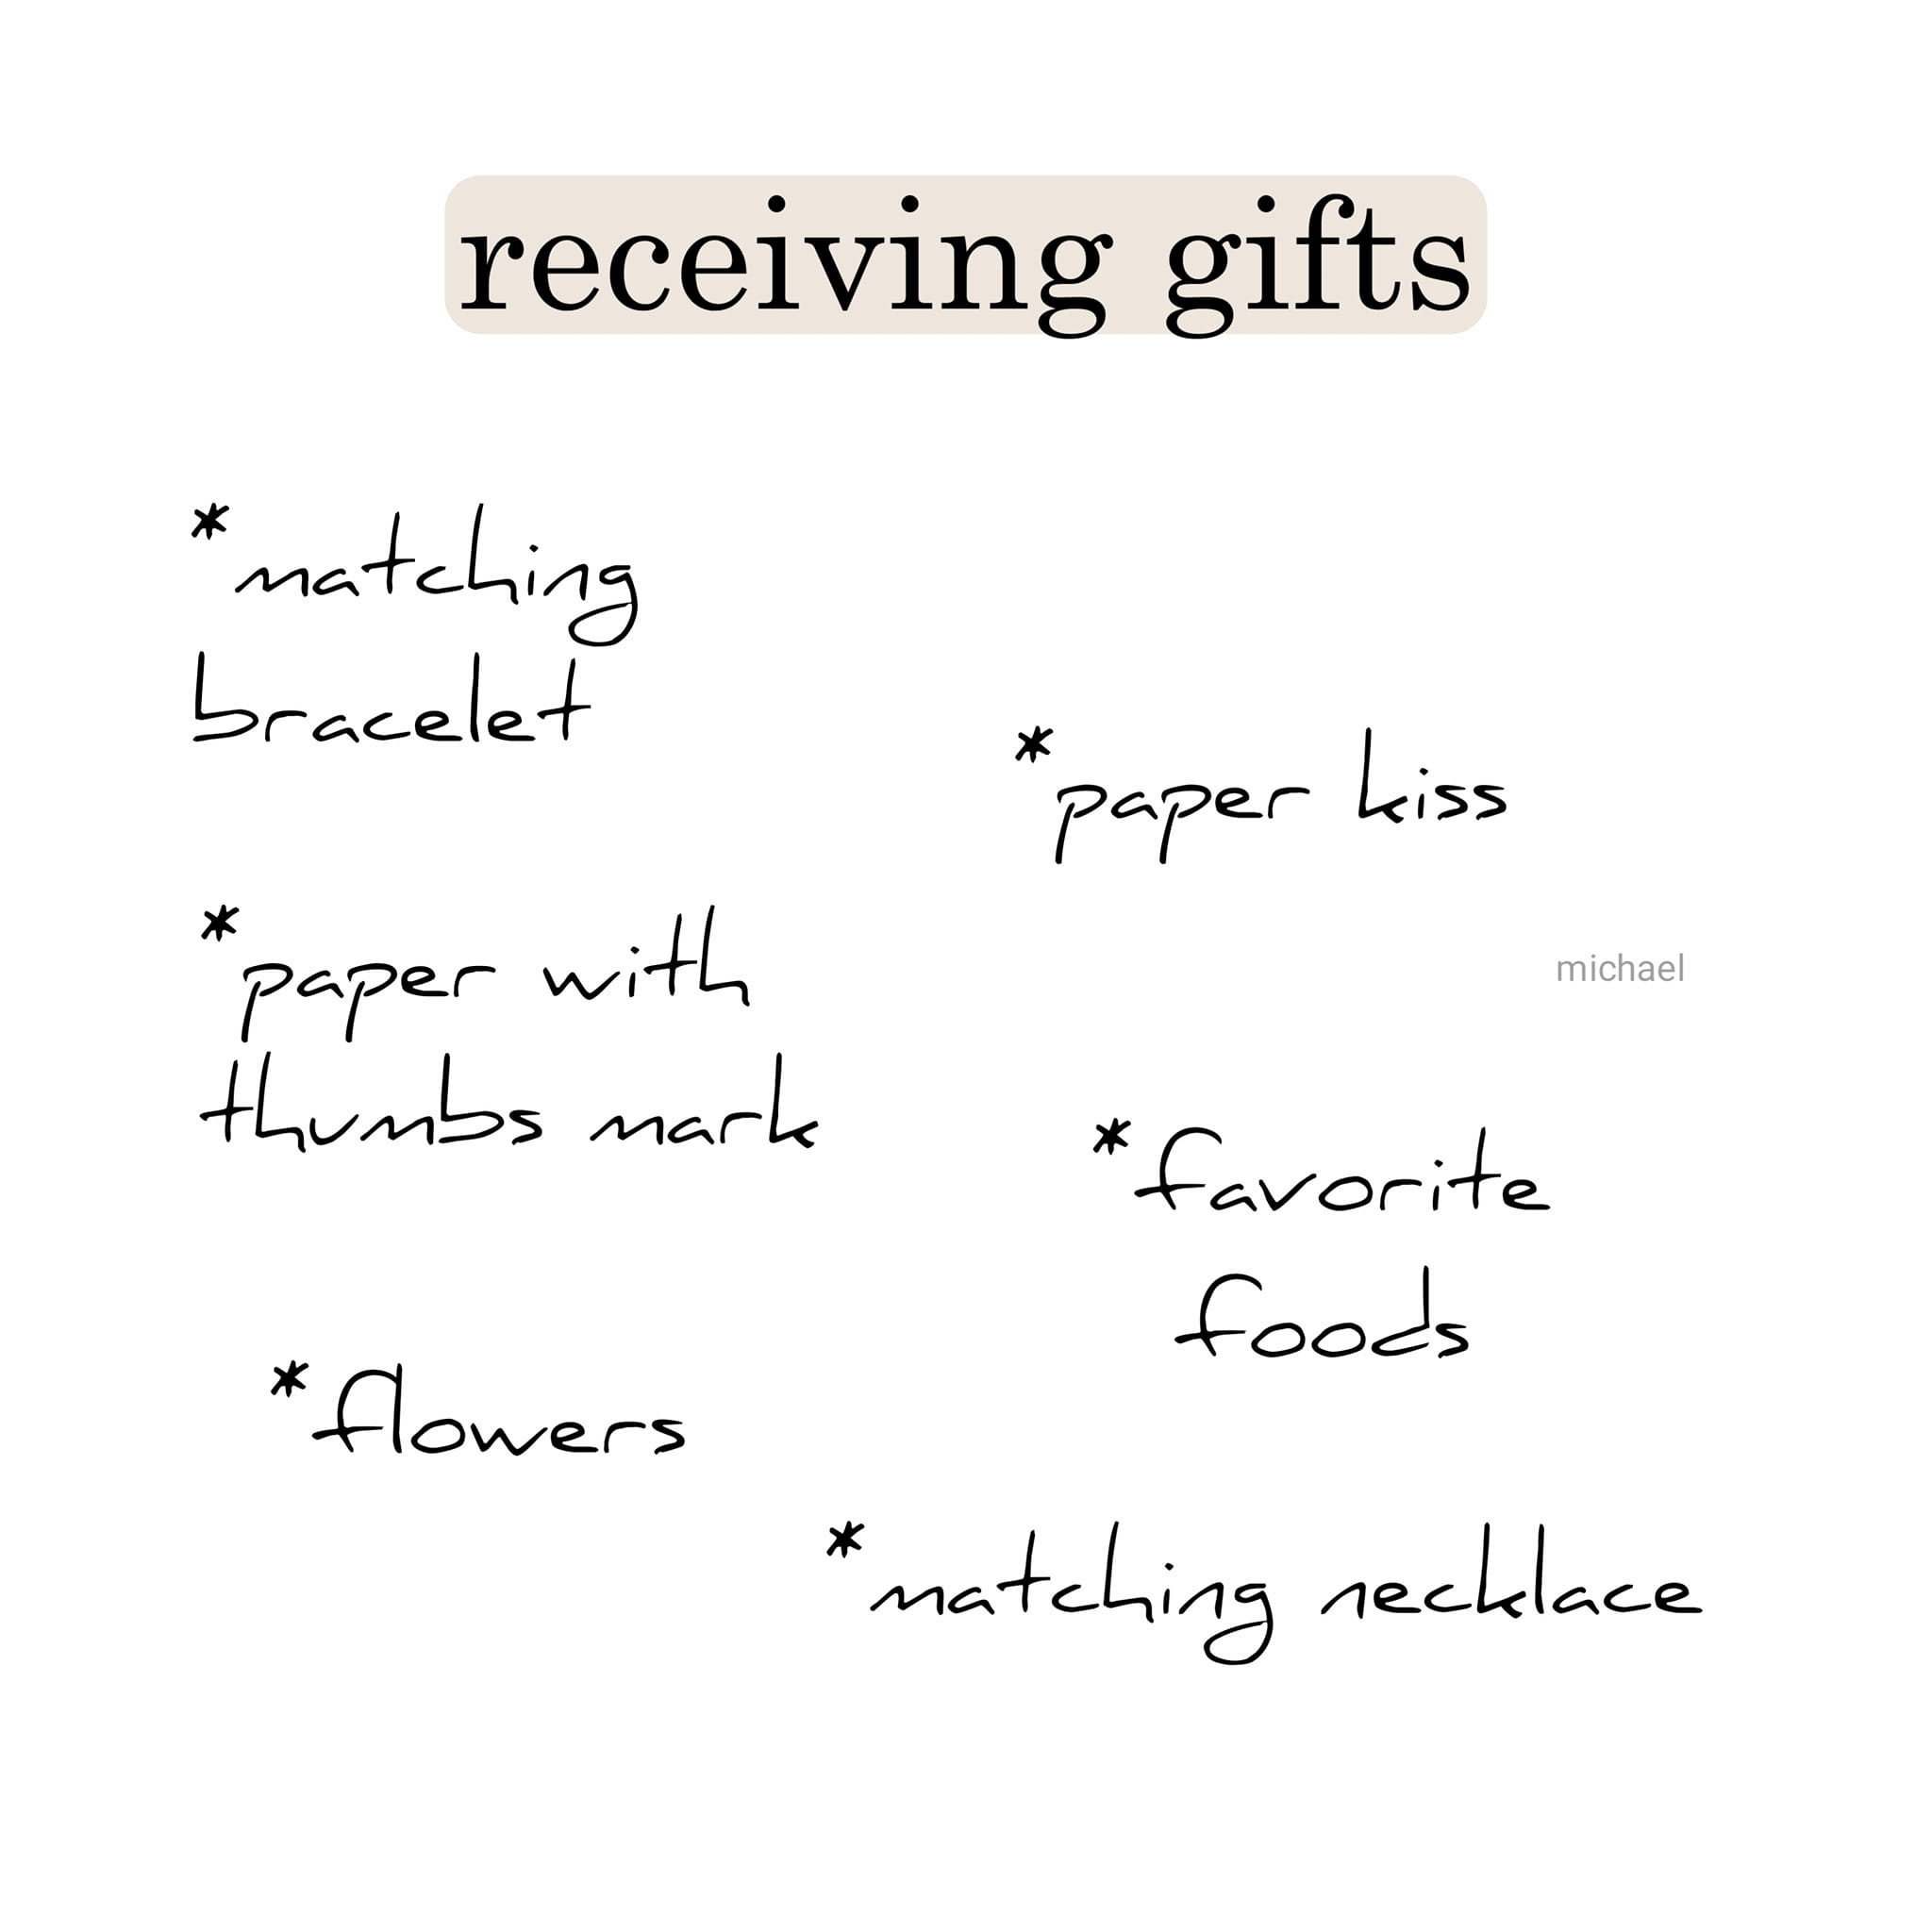 receiving gifts
*matching
bracelet
*paper kiss
*paper with
thumbs mark
michael
*favorite
foods
*flowers
*matching necklace